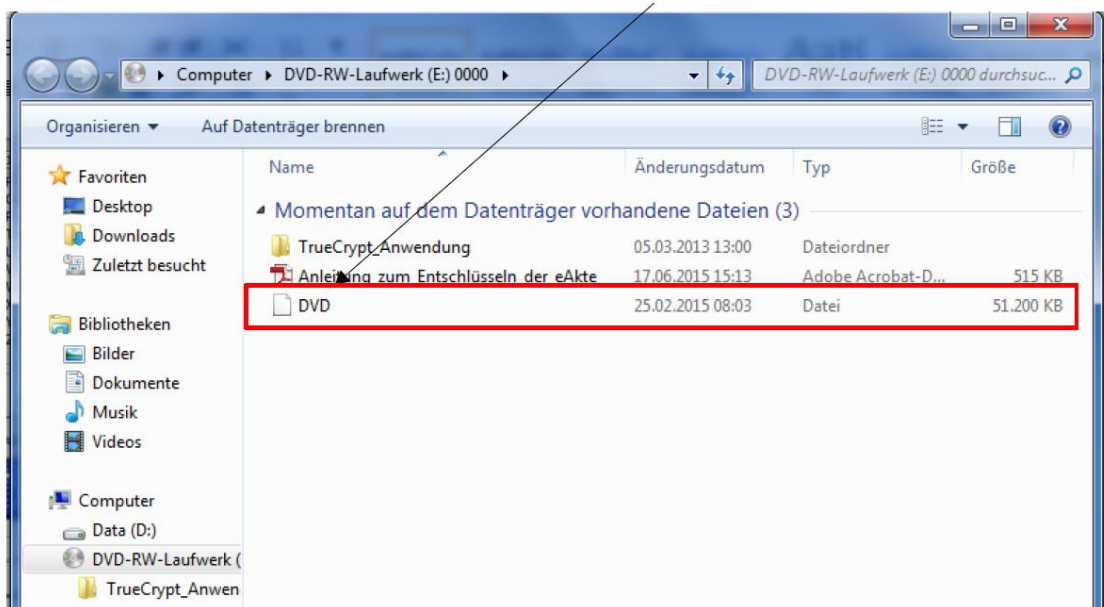 Computer ▸ DVD-RW-Laufwerk (E:) 0000 ▸ DVD-RW-Laufwerk (E:) 0000 durchsuc...
Organisieren Auf Datenträger brennen
Name Änderungsdatum Typ Größe
Momentan auf dem Datenträger vorhandene Dateien (3)
TrueCrypt_Anwendung 05.03.2013 13:00 Dateiordner
Anleitung zum Entschlüsseln der eAkte 17.06.2015 15:13 Adobe Acrobat-D... 515 KB
DVD 25.02.2015 08:03 Datei 51.200 KB
Favoriten
Desktop
Downloads
Zuletzt besucht
Bibliotheken
Bilder
Dokumente
Musik
Videos
Computer
Data (D:)
DVD-RW-Laufwerk (
TrueCrypt_Anwen